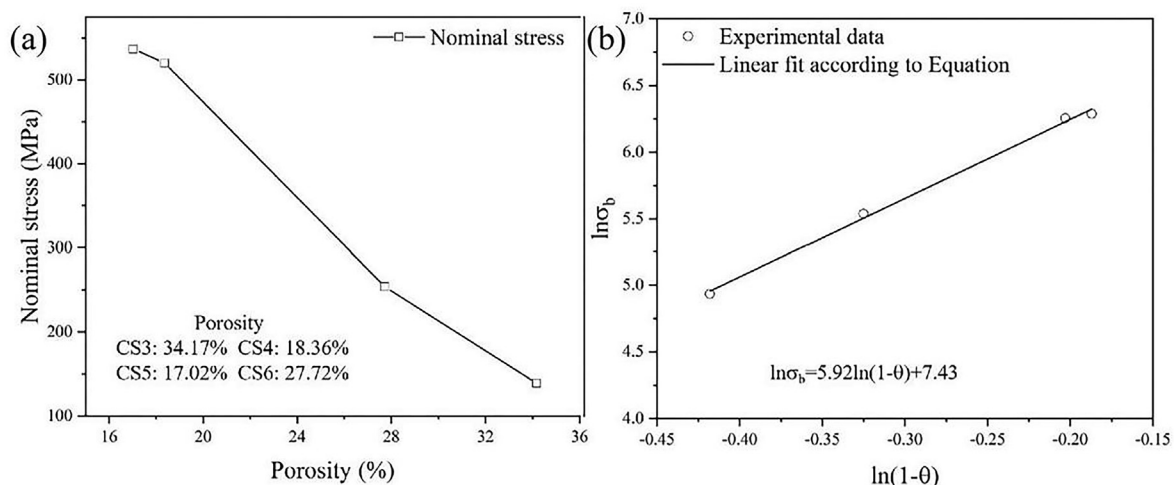 (a)
Nominal stress
Nominal stress (MPa)
500
400
300
200
100
Porosity
CS3: 34.17% CS4: 18.36%
CS5: 17.02% CS6: 27.72%
16 20 24 28 32 36
Porosity (%)
(b)
Experimental data
Linear fit according to Equation
lnσb
7.0
6.5
6.0
5.5
5.0
4.5
4.0
lnσb=5.92ln(1-θ)+7.43
-0.45 -0.40 -0.35 -0.30 -0.25 -0.20 -0.15
ln(1-θ)